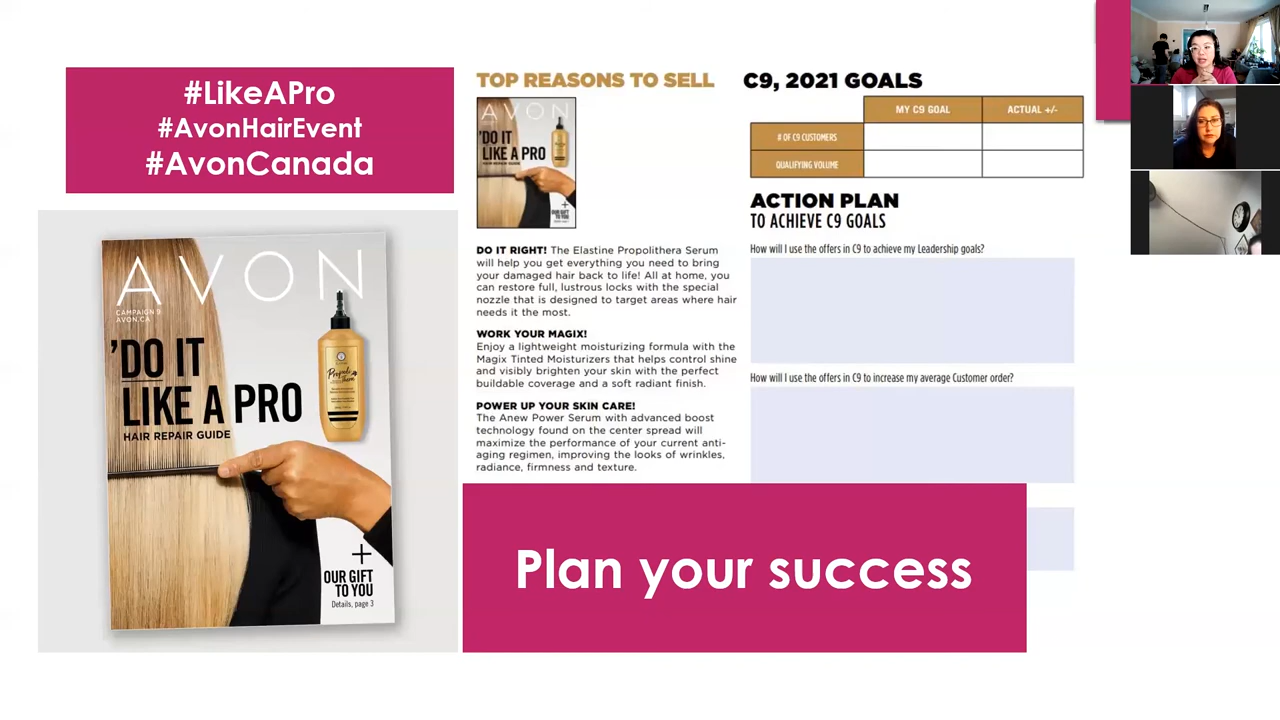 #LikeAPro
#AvonHairEvent
#AvonCanada
AVON
CAMPAIGN 9
AVON.CA
'DO IT
LIKE A PRO
HAIR REPAIR GUIDE
+
OUR GIFT
TO YOU
Details, page 3
TOP REASONS TO SELL
AVON
'DO IT
LIKE A PRO
HAIR REPAIR GUIDE
+
OUR GIFT
TO YOU
DO IT RIGHT! The Elastine Propolithera Serum
will help you get everything you need to bring
your damaged hair back to life! All at home, you
can restore full, lustrous locks with the special
nozzle that is designed to target areas where hair
needs it the most.
WORK YOUR MAGIX!
Enjoy a lightweight moisturizing formula with the
Magix Tinted Moisturizers that helps control shine
and visibly brighten your skin with the perfect
buildable coverage and a soft radiant finish.
POWER UP YOUR SKIN CARE!
The Anew Power Serum with advanced boost
technology found on the center spread will
maximize the performance of your current anti-
aging regimen, improving the looks of wrinkles,
radiance, firmness and texture.
C9, 2021 GOALS
MY C9 GOAL
ACTUAL +/-
# OF C9 CUSTOMERS
QUALIFYING VOLUME
ACTION PLAN
TO ACHIEVE C9 GOALS
How will I use the offers in C9 to achieve my Leadership goals?
How will I use the offers in C9 to increase my average Customer order?
Plan your success